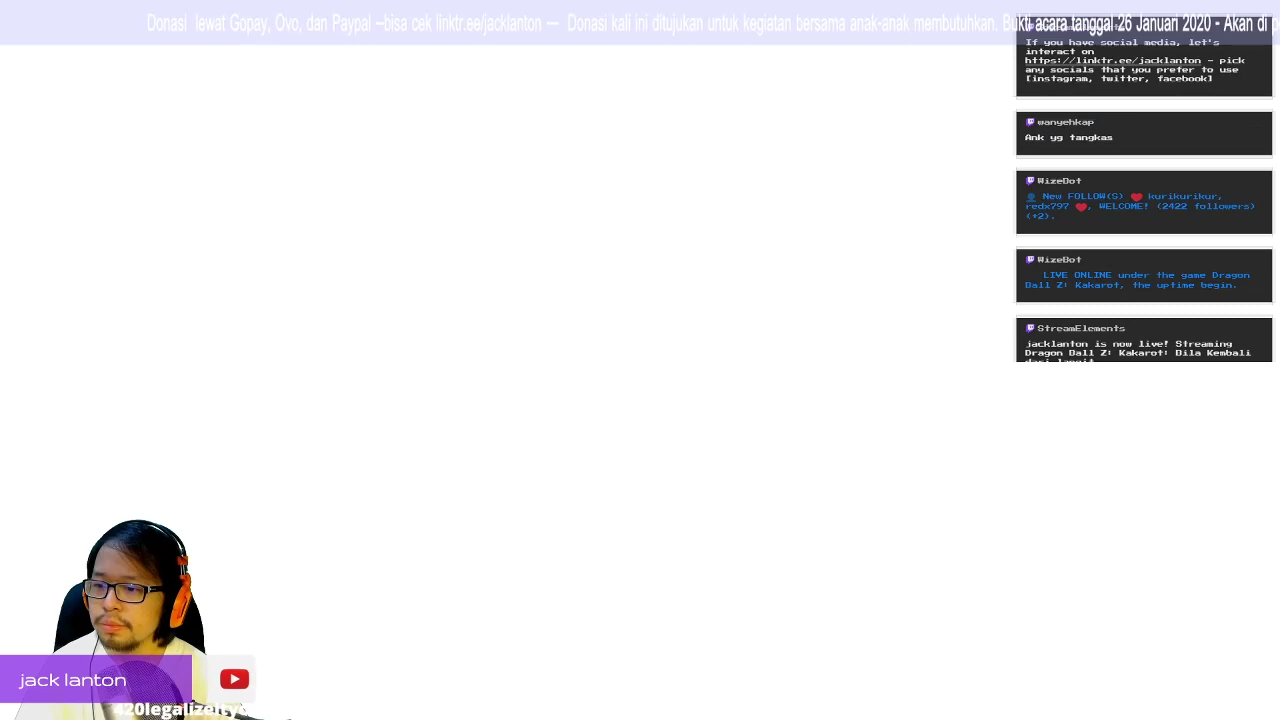 Donasi lewat Gopay, Ovo, dan Paypal --bisa cek linktr.ee/jacklanton --- Donasi kali ini ditujukan untuk kegiatan bersama anak-anak membutuhkan. Bukti acara tanggal 26 Januari 2020 - Akan di
If you have social media, let's
interact on
https://linktr.ee/jacklanton - pick
any socials that you prefer to use
[instagram, twitter, facebook]
wanyehkap
Ank yg tangkas
WizeBot
New FOLLOW(S) kurikurikur,
redx797 , WELCOME! (2422 followers)
(+2).
WizeBot
LIVE ONLINE under the game Dragon
Ball Z: Kakarot, the uptime begin.
StreamElements
jacklanton is now live! Streaming
Dragon Ball Z: Kakarot: Bila Kembali
dari langit
jack lanton